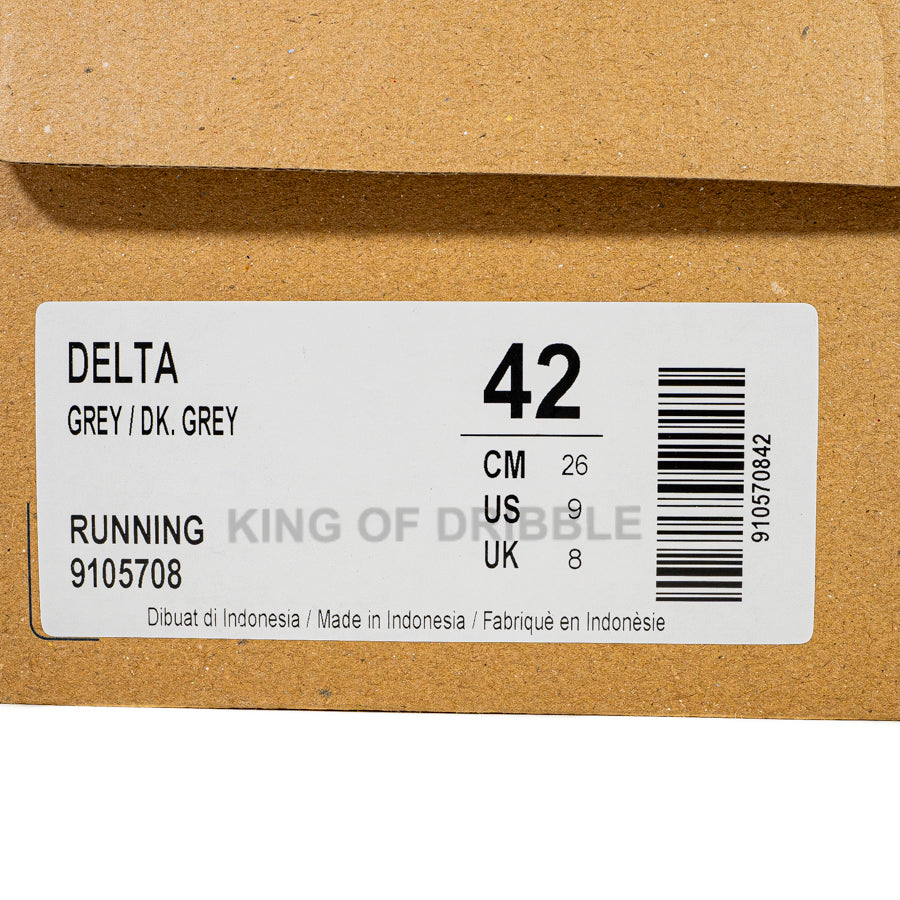 DELTA
GREY / DK. GREY
42
CM 26
US 9
UK 8
RUNNING
9105708
KING OF DRIBBLE
910570842
Dibuat di Indonesia / Made in Indonesia / Fabriquè en Indonèsie